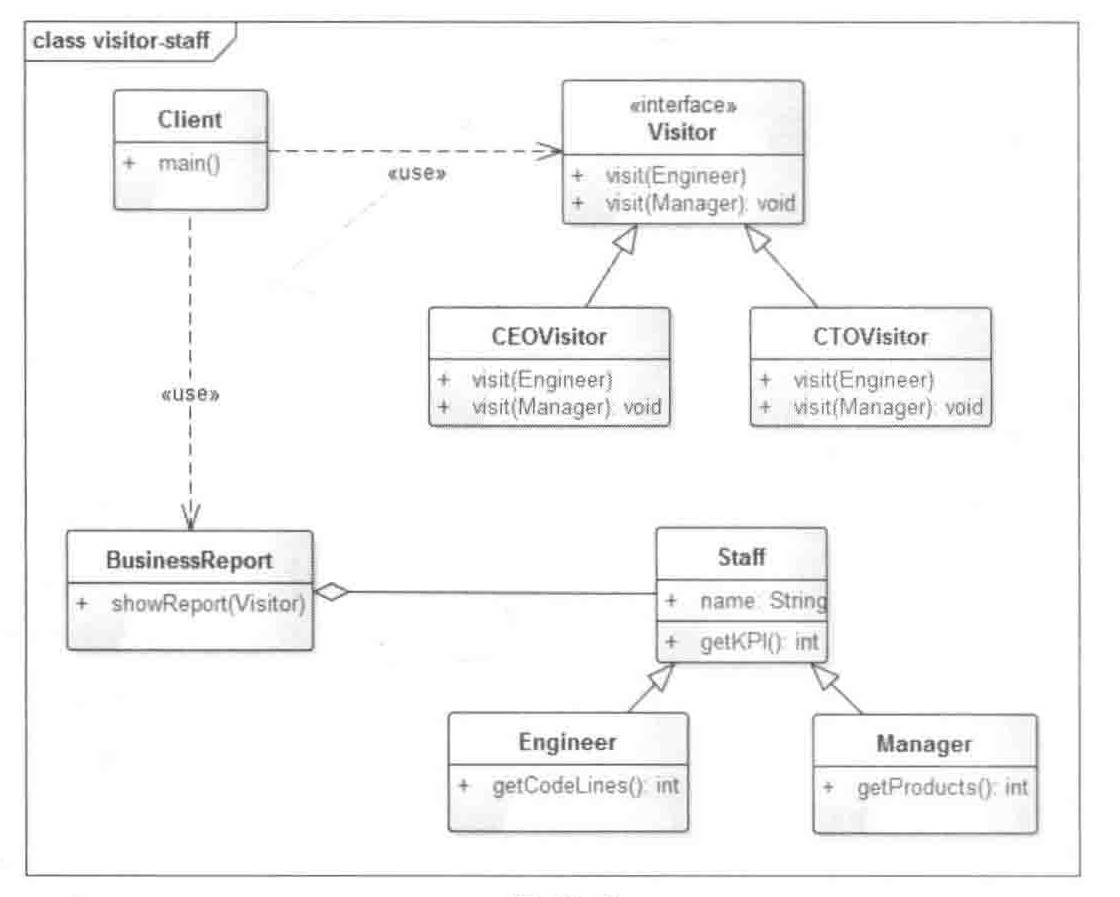 class visitor-staff
Client
+ main()
«use»
«interface»
Visitor
+ visit(Engineer)
+ visit(Manager): void
CEOVisitor
+ visit(Engineer)
+ visit(Manager): void
CTOVisitor
+ visit(Engineer)
+ visit(Manager): void
«use»
BusinessReport
+ showReport(Visitor)
Staff
+ name: String
+ getKPI(): int
Engineer
+ getCodeLines(): int
Manager
+ getProducts(): int